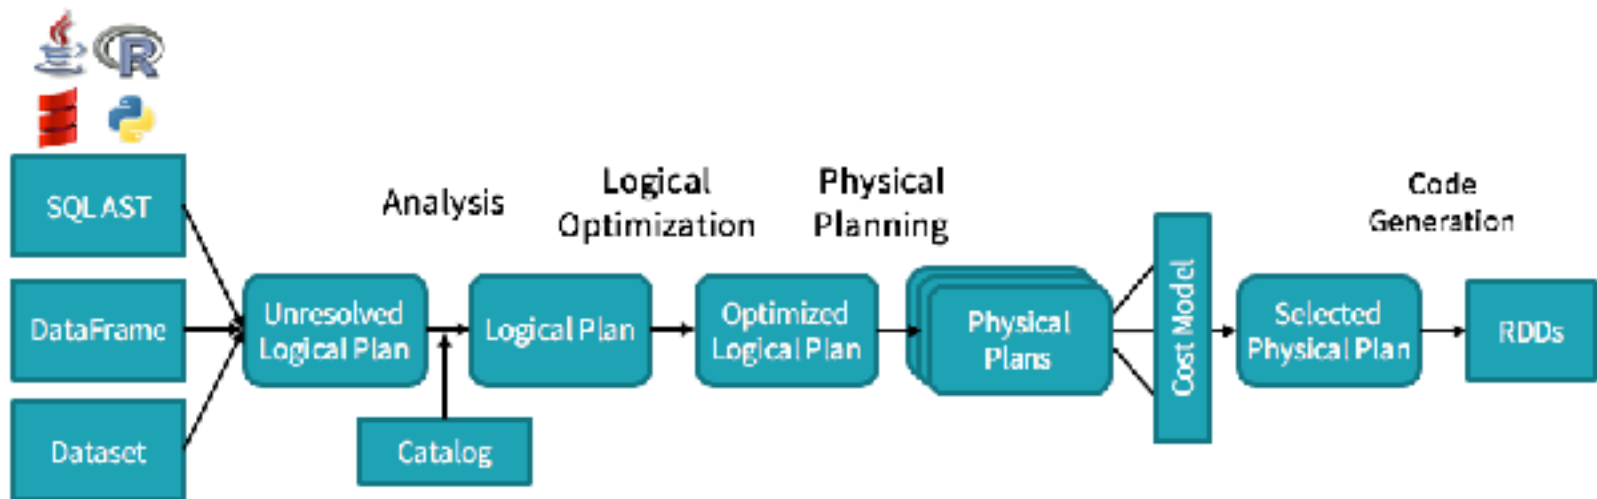 R
SQL AST
DataFrame
Dataset
Unresolved
Logical Plan
Analysis
Catalog
Logical Plan
Logical
Optimization
Optimized
Logical Plan
Physical
Planning
Physical
Plans
Cost Model
Selected
Physical Plan
Code
Generation
RDDs